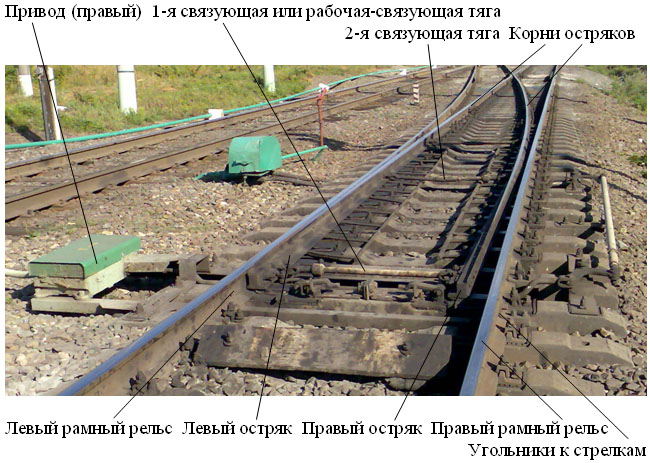 Привод (правый) 1-я связующая или рабочая-связующая тяга
2-я связующая тяга Корни остряков
Левый рамный рельс Левый остряк Правый остряк Правый рамный рельс
Угольники к стрелкам